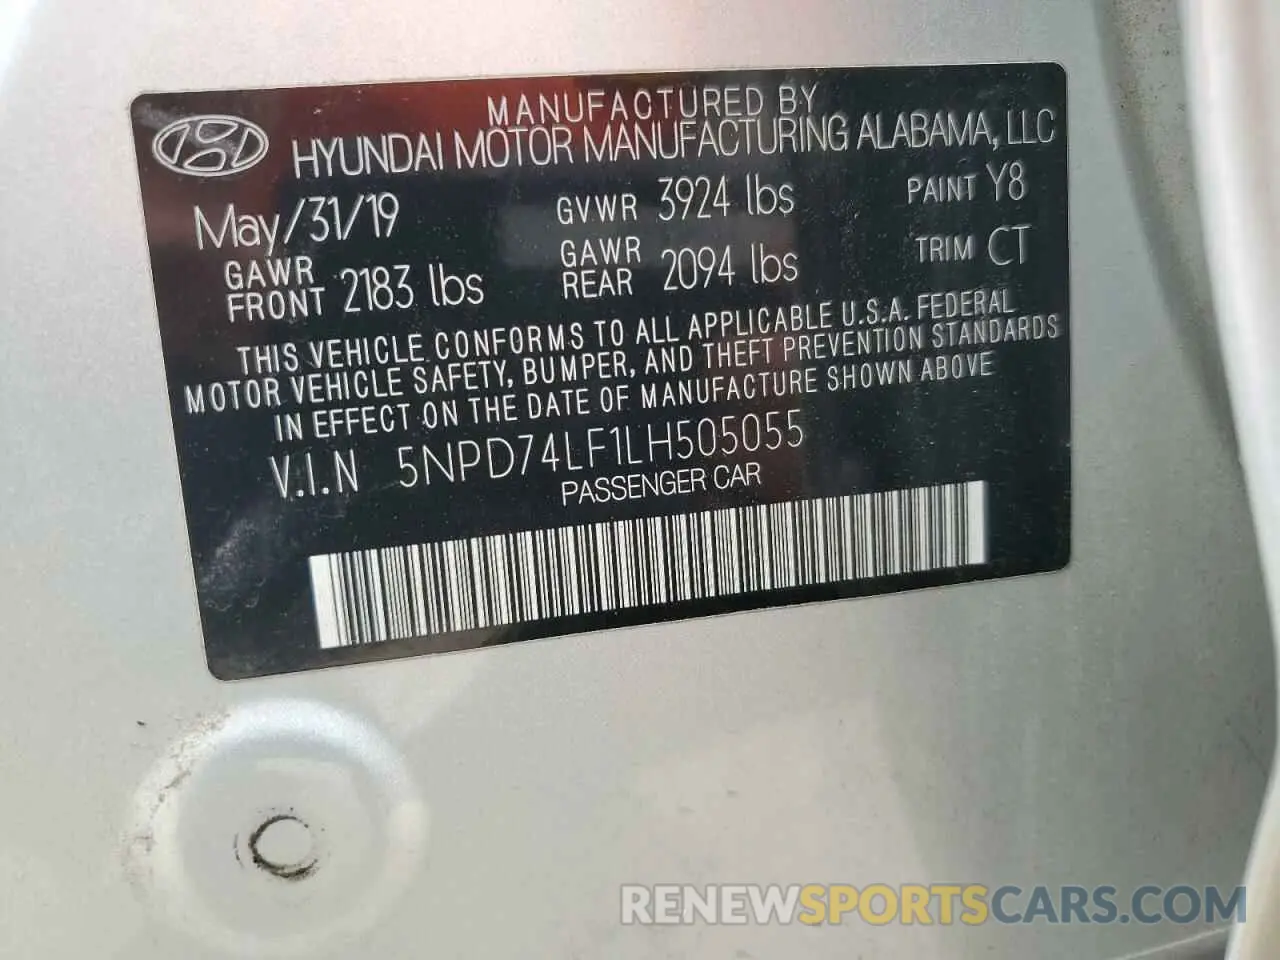 MANUFACTURED BY
HYUNDAI MOTOR MANUFACTURING ALABAMA, LLC
May/31/19 GVWR 3924 lbs PAINT Y8
GAWR FRONT 2183 lbs GAWR REAR 2094 lbs TRIM CT
THIS VEHICLE CONFORMS TO ALL APPLICABLE U.S.A. FEDERAL
MOTOR VEHICLE SAFETY, BUMPER, AND THEFT PREVENTION STANDARDS
IN EFFECT ON THE DATE OF MANUFACTURE SHOWN ABOVE
V.I.N 5NPD74LF1LH505055
PASSENGER CAR
RENEWSPORTSCARS.COM